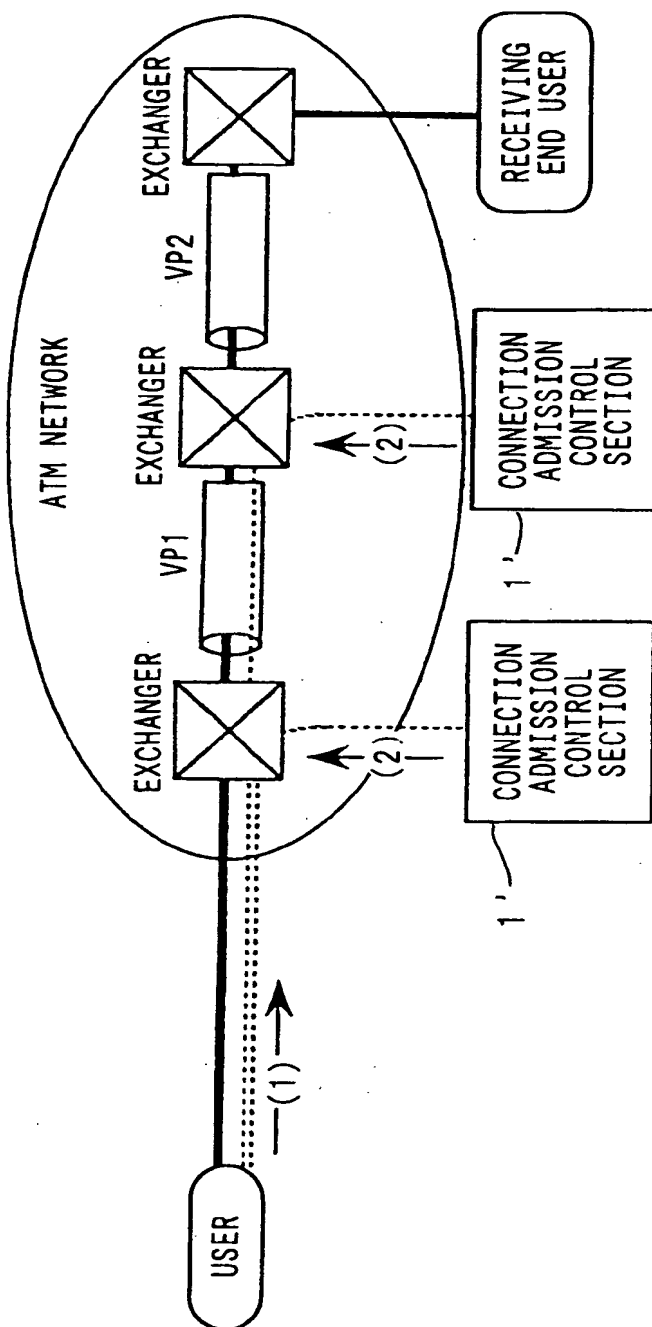 ATM NETWORK
EXCHANGER
EXCHANGER
EXCHANGER
VP1
VP2
USER
(1)
(2)
(2)
1'
CONNECTION
ADMISSION
CONTROL
SECTION
1'
CONNECTION
ADMISSION
CONTROL
SECTION
RECEIVING
END USER